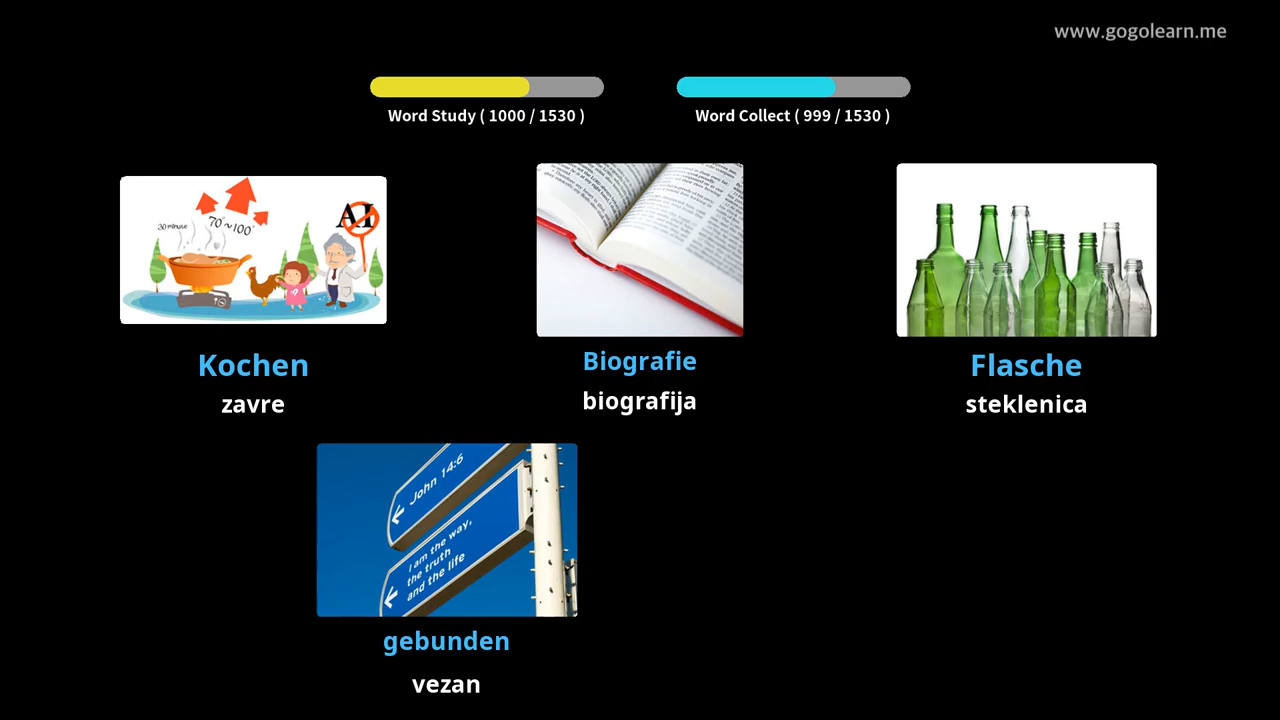 www.gogolearn.me
Word Study ( 1000 / 1530 )
Word Collect ( 999 / 1530 )
30 minute
70°~100°
AI
Kochen
zavre
Biografie
biografija
Flasche
steklenica
John 14:6
I am the way,
the truth
and the life
gebunden
vezan